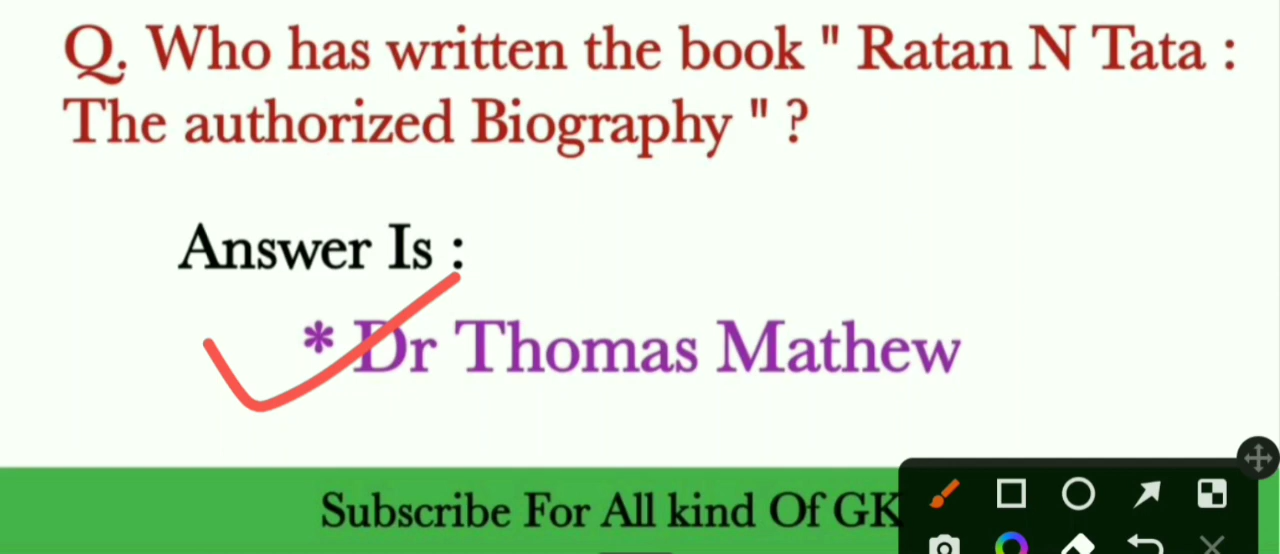 Q. Who has written the book " Ratan N Tata :
The authorized Biography " ?
Answer Is :
* Dr Thomas Mathew
Subscribe For All kind Of GK